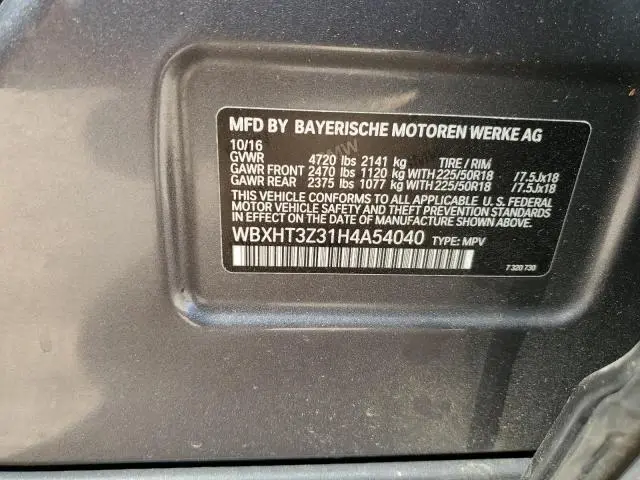 MFD BY BAYERISCHE MOTOREN WERKE AG
10/16
GVWR 4720 lbs 2141 kg TIRE / RIM
GAWR FRONT 2470 lbs 1120 kg WITH 225/50R18 /7.5Jx18
GAWR REAR 2375 lbs 1077 kg WITH 225/50R18 /7.5Jx18
THIS VEHICLE CONFORMS TO ALL APPLICABLE U. S. FEDERAL
MOTOR VEHICLE SAFETY AND THEFT PREVENTION STANDARDS
IN EFFECT ON THE DATE OF MANUFACTURE SHOWN ABOVE.
WBXHT3Z31H4A54040 TYPE: MPV
7 320 730